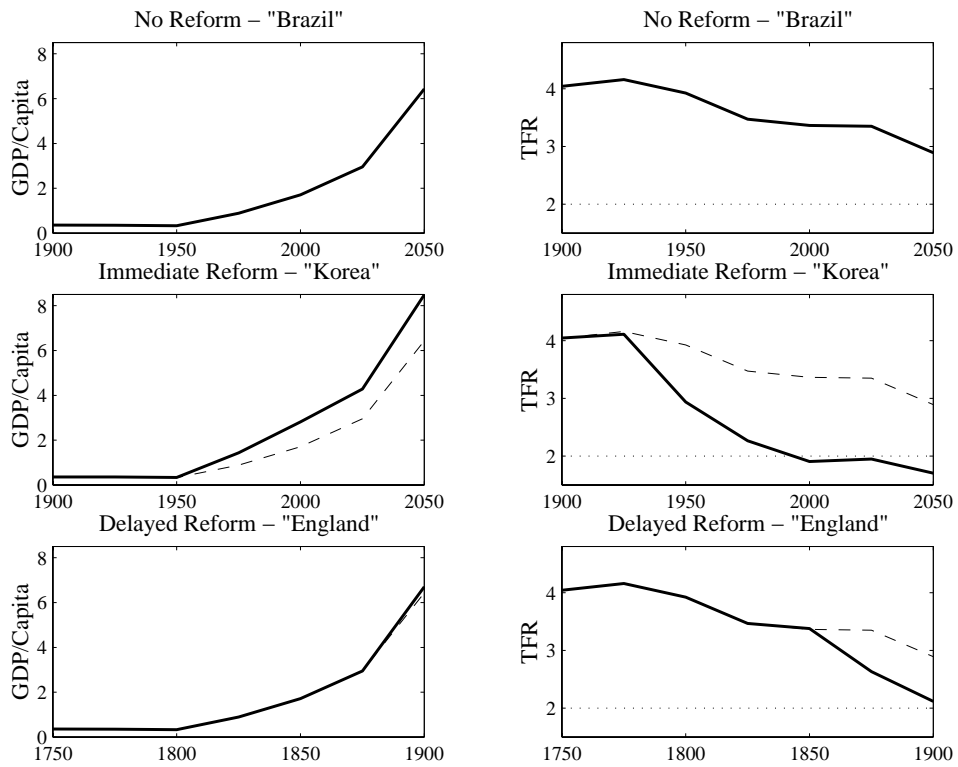 No Reform – "Brazil"
GDP/Capita
8
6
4
2
0
1900 1950 2000 2050
No Reform – "Brazil"
TFR
4
3
2
1900 1950 2000 2050
Immediate Reform – "Korea"
GDP/Capita
8
6
4
2
0
1900 1950 2000 2050
Immediate Reform – "Korea"
TFR
4
3
2
1900 1950 2000 2050
Delayed Reform – "England"
GDP/Capita
8
6
4
2
0
1750 1800 1850 1900
Delayed Reform – "England"
TFR
4
3
2
1750 1800 1850 1900